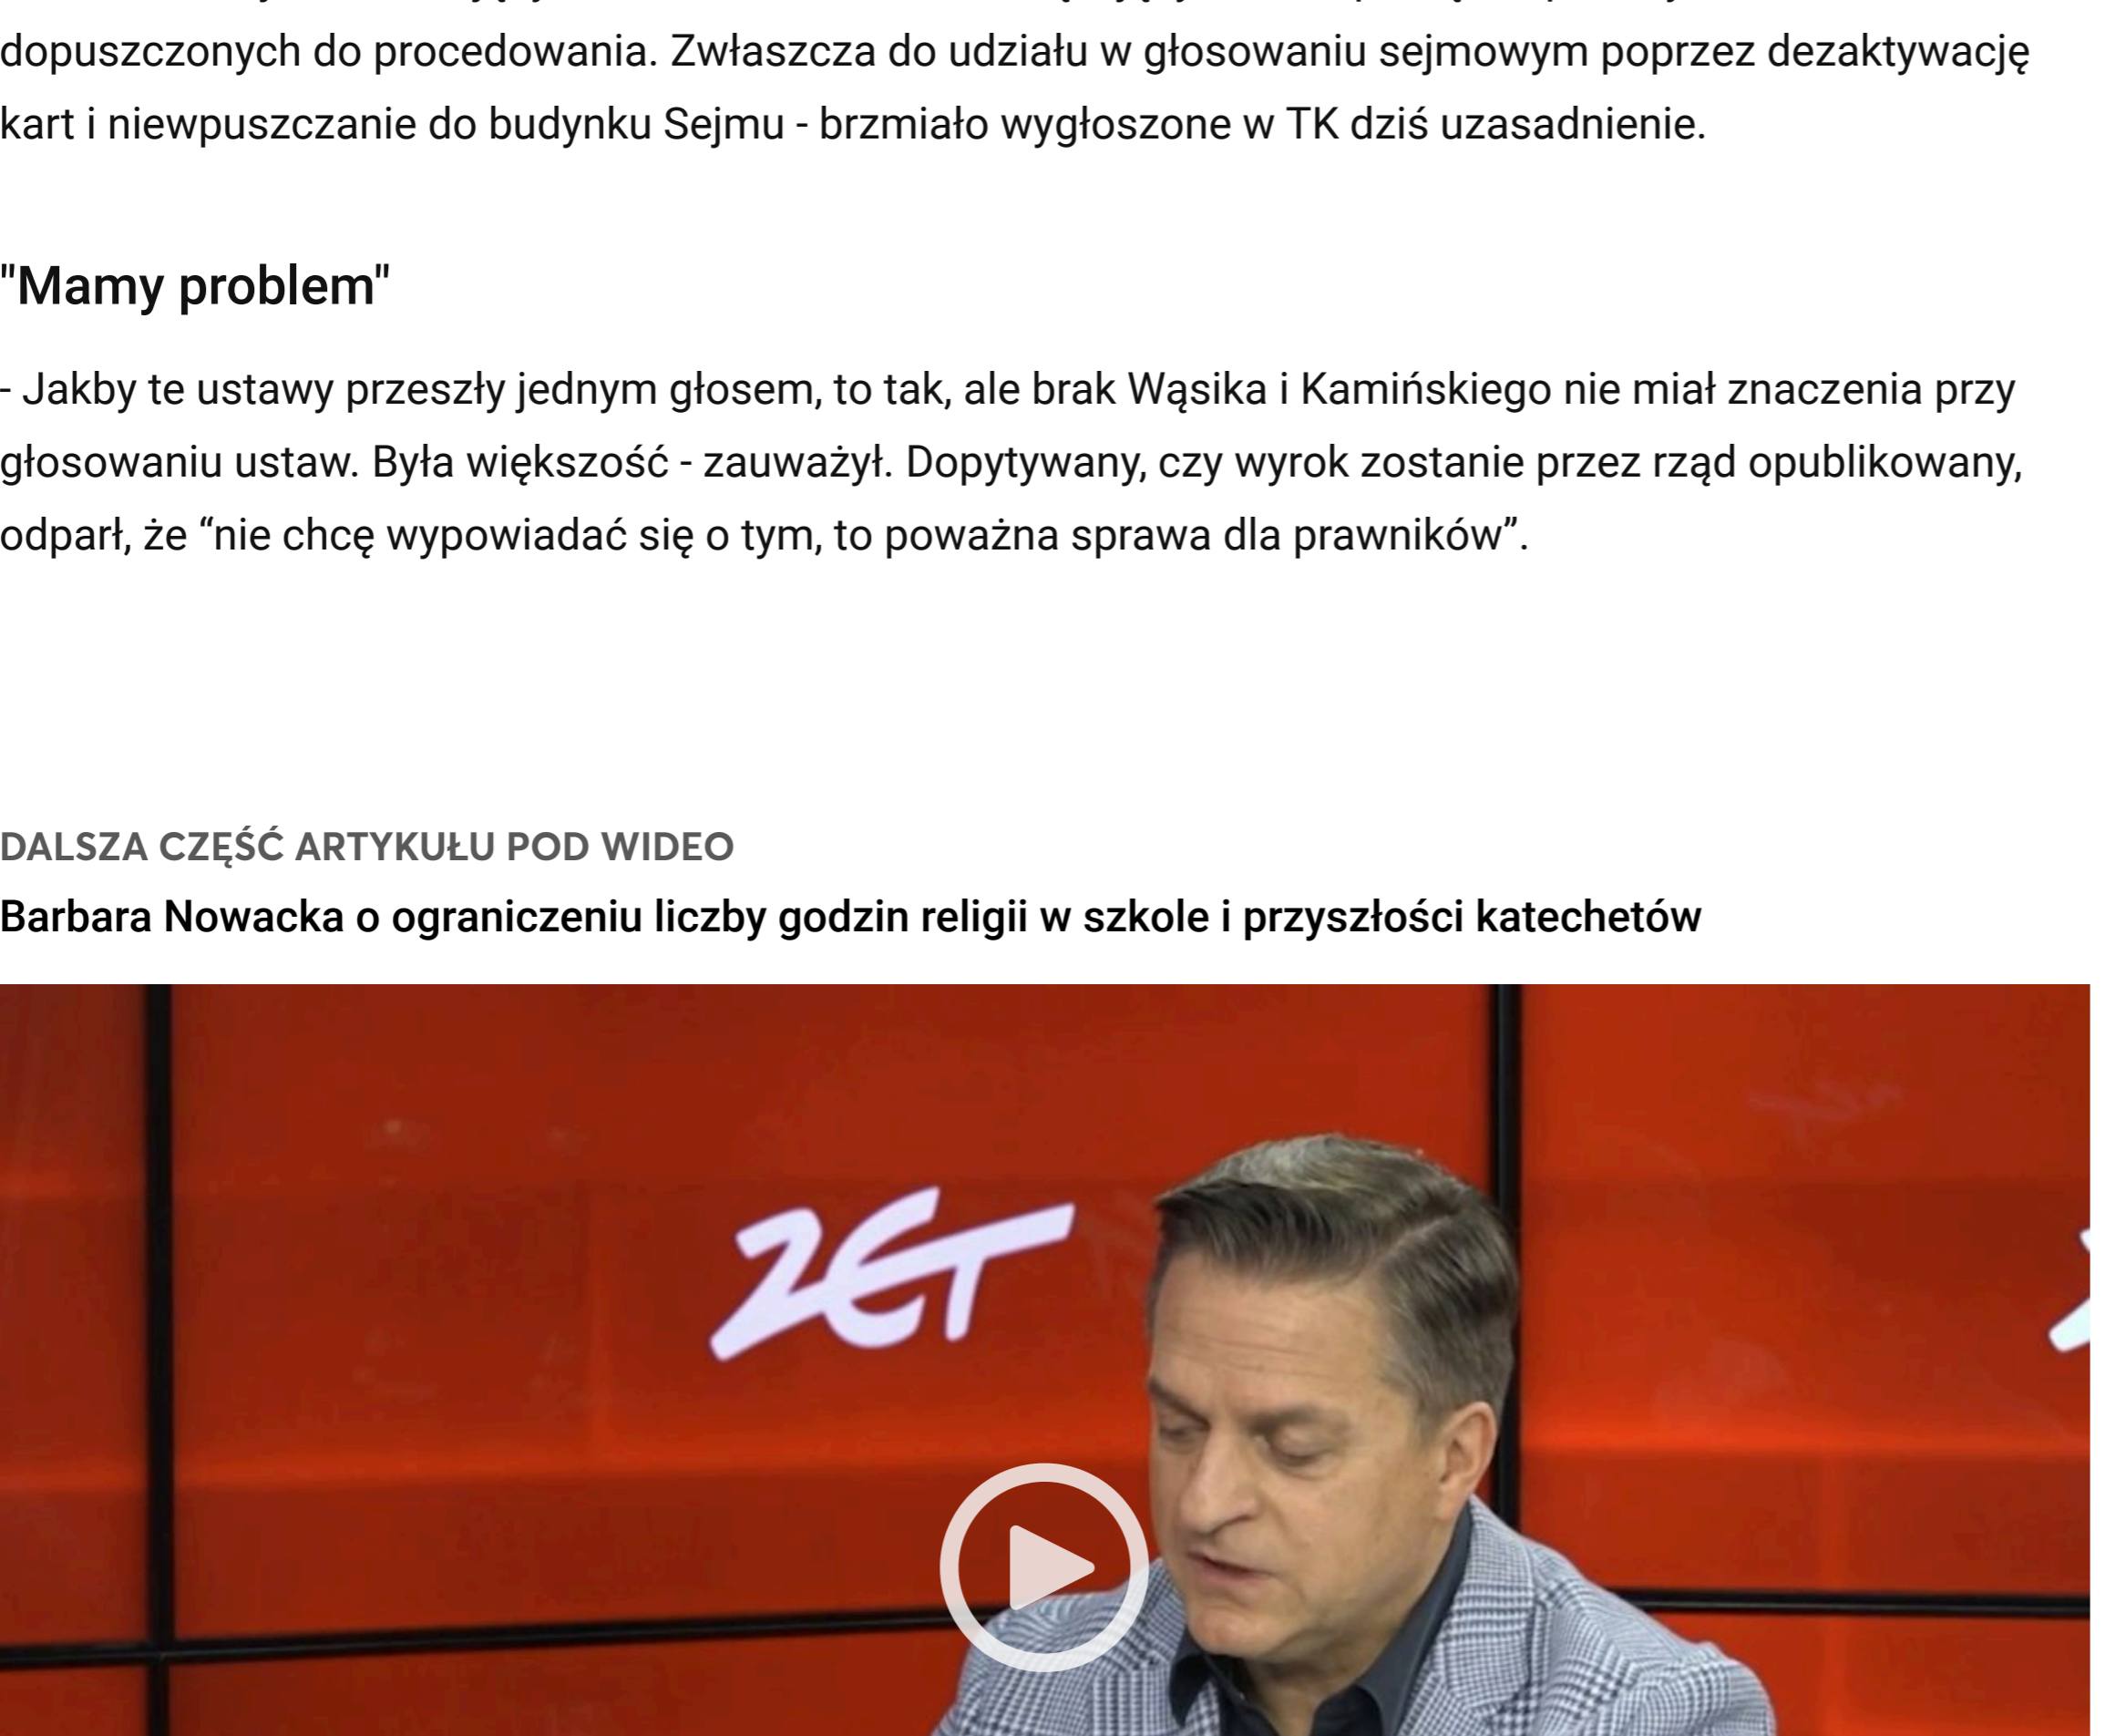 dopuszczonych do procedowania. Zwłaszcza do udziału w głosowaniu sejmowym poprzez dezaktywację
kart i niewpuszczanie do budynku Sejmu - brzmiało wygłoszone w TK dziś uzasadnienie.
"Mamy problem"
- Jakby te ustawy przeszły jednym głosem, to tak, ale brak Wąsika i Kamińskiego nie miał znaczenia przy
głosowaniu ustaw. Była większość - zauważył. Dopytywany, czy wyrok zostanie przez rząd opublikowany,
odparł, że “nie chcę wypowiadać się o tym, to poważna sprawa dla prawników”.
DALSZA CZĘŚĆ ARTYKUŁU POD WIDEO
Barbara Nowacka o ograniczeniu liczby godzin religii w szkole i przyszłości katechetów
ZET